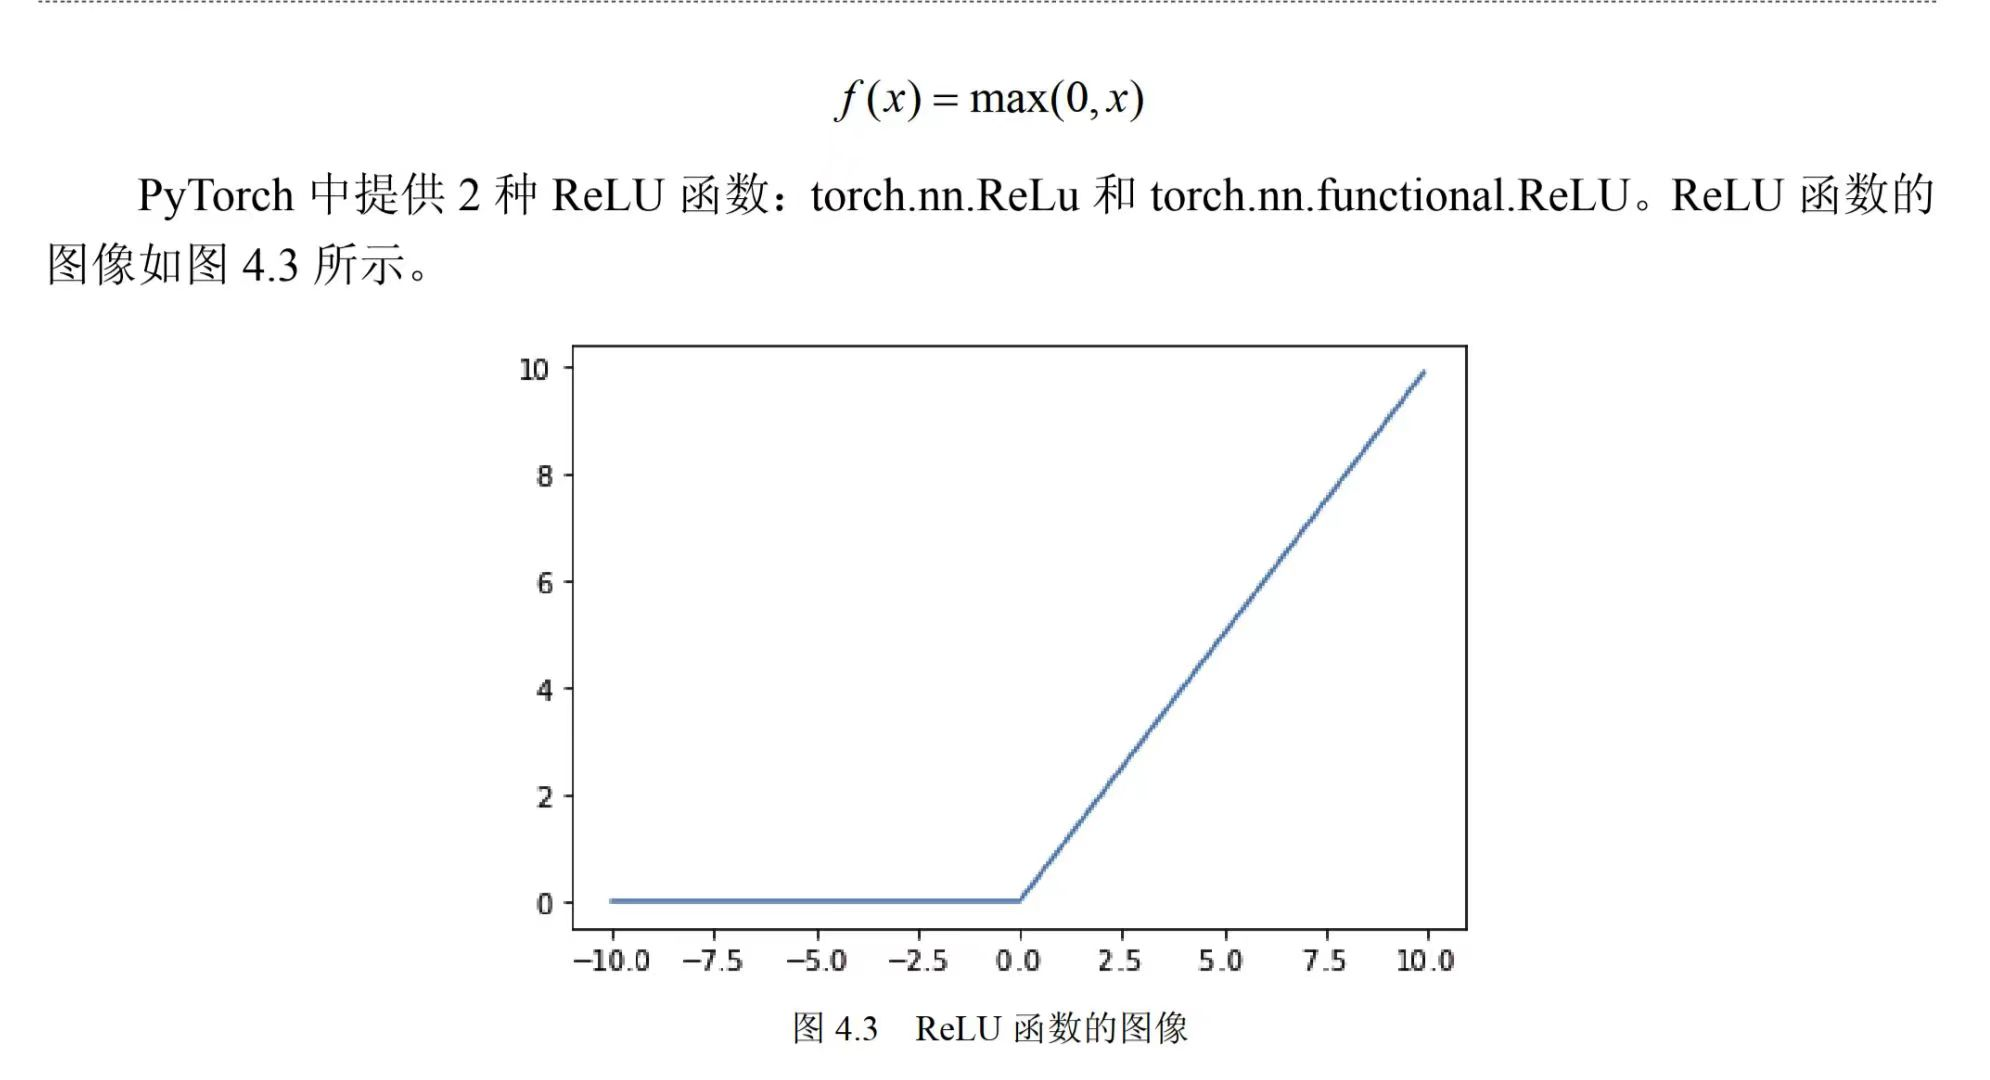 f(x) = max(0, x)
PyTorch 中提供 2 种 ReLU 函数：torch.nn.ReLu 和 torch.nn.functional.ReLU。ReLU 函数的
图像如图 4.3 所示。
10
8
6
4
2
0
−10.0 −7.5 −5.0 −2.5 0.0 2.5 5.0 7.5 10.0
图 4.3 ReLU 函数的图像